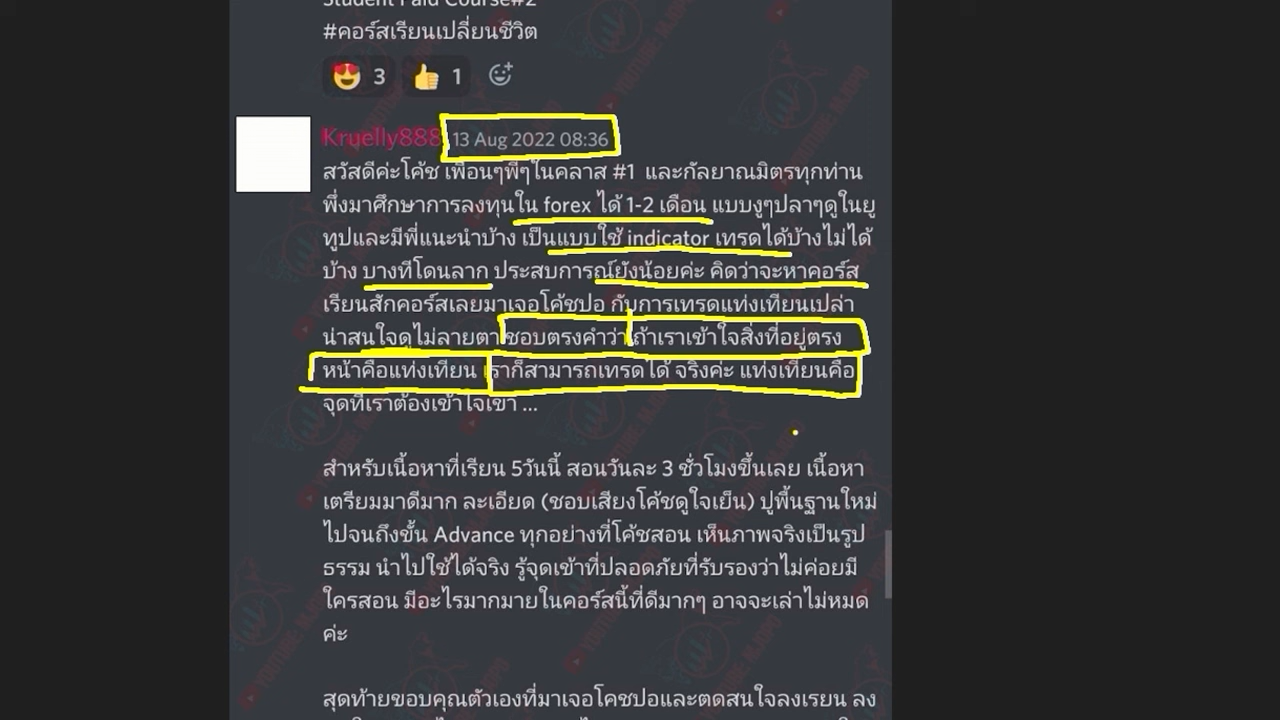 Student Paid Course#2
#คอร์สเรียนเปลี่ยนชีวิต
3 1
Kruelly888 13 Aug 2022 08:36
สวัสดีค่ะโค้ช เพื่อนๆพี่ๆในคลาส #1 และกัลยาณมิตรทุกท่าน
พึ่งมาศึกษาการลงทุนใน forex ได้ 1-2 เดือน แบบงูๆปลาๆดูในยู
ทูปและมีพี่แนะนำบ้าง เป็นแบบใช้ indicator เทรดได้บ้างไม่ได้
บ้าง บางทีโดนลาก ประสบการณ์ยังน้อยค่ะ คิดว่าจะหาคอร์ส
เรียนสักคอร์สเลยมาเจอโค้ชปอ กับการเทรดแท่งเทียนเปล่า
น่าสนใจดูไม่ลายตา ชอบตรงคำว่า ถ้าเราเข้าใจสิ่งที่อยู่ตรง
หน้าคือแท่งเทียน เราก็สามารถเทรดได้ จริงค่ะ แท่งเทียนคือ
จุดที่เราต้องเข้าใจเขา ...
สำหรับเนื้อหาที่เรียน 5วันนี้ สอนวันละ 3 ชั่วโมงขึ้นเลย เนื้อหา
เตรียมมาดีมาก ละเอียด (ชอบเสียงโค้ชดูใจเย็น) ปูพื้นฐานใหม่
ไปจนถึงขั้น Advance ทุกอย่างที่โค้ชสอน เห็นภาพจริงเป็นรูป
ธรรม นำไปใช้ได้จริง รู้จุดเข้าที่ปลอดภัยที่รับรองว่าไม่ค่อยมี
ใครสอน มีอะไรมากมายในคอร์สนี้ที่ดีมากๆ อาจจะเล่าไม่หมด
ค่ะ
สุดท้ายขอบคุณตัวเองที่มาเจอโค้ชปอและตัดสินใจลงเรียน ลง